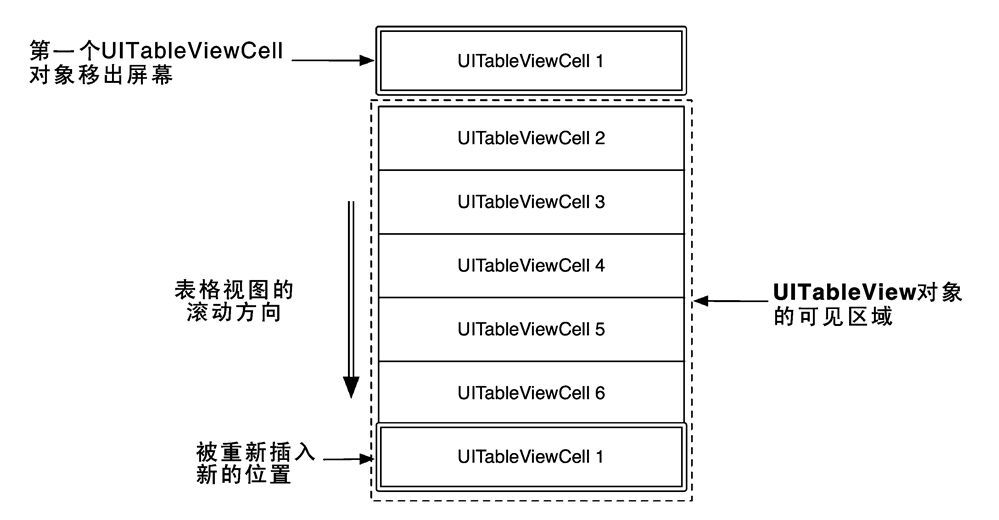 第一个UITableViewCell
对象移出屏幕
UITableViewCell 1
UITableViewCell 2
UITableViewCell 3
UITableViewCell 4
UITableViewCell 5
UITableViewCell 6
UITableViewCell 1
表格视图的
滚动方向
UITableView对象
的可见区域
被重新插入
新的位置